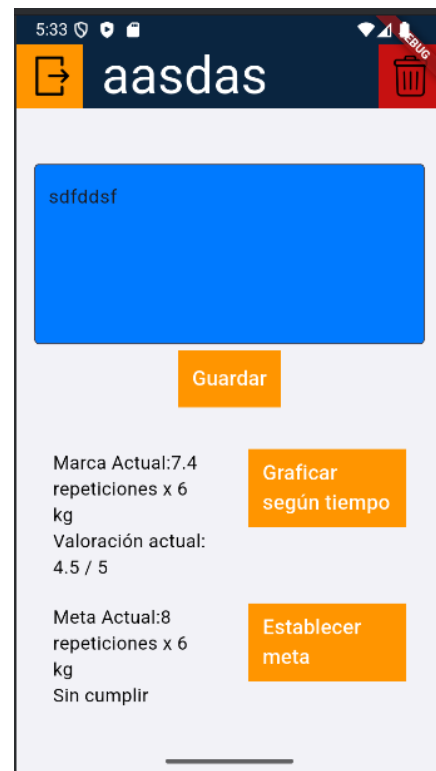 5:33
DEBUG
aasdas
sdfddsf
Guardar
Marca Actual:7.4
repeticiones x 6
kg
Valoración actual:
4.5 / 5
Graficar
según tiempo
Meta Actual:8
repeticiones x 6
kg
Sin cumplir
Establecer
meta